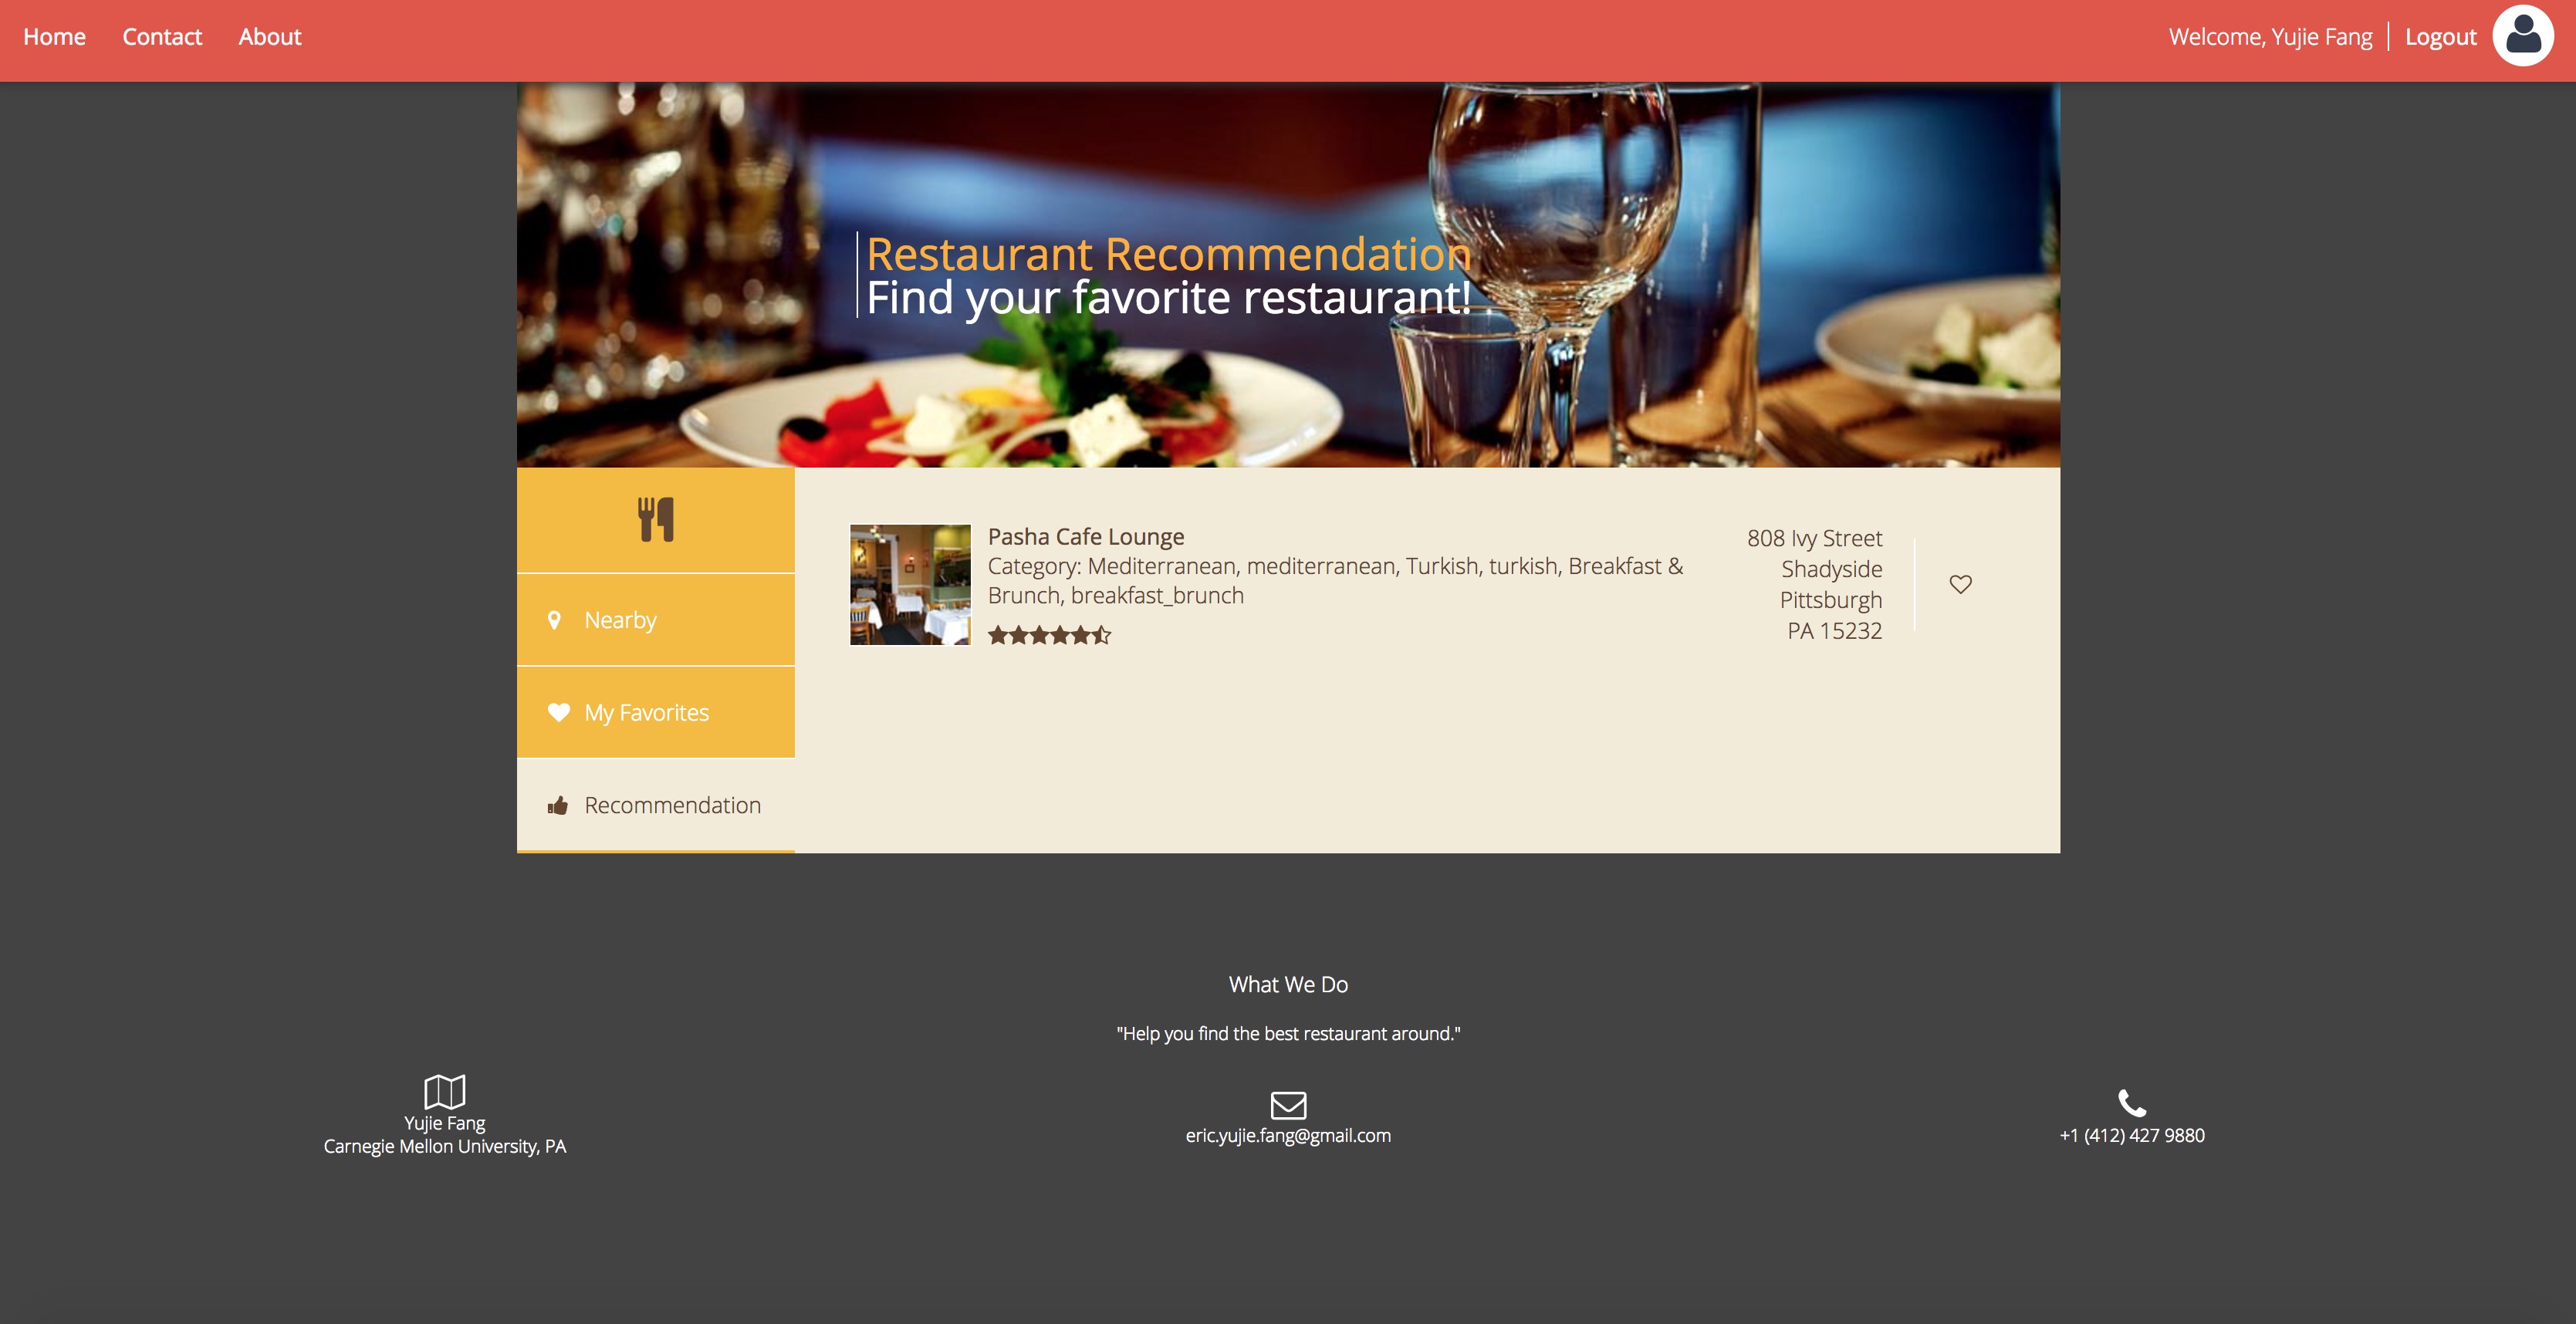 Home Contact About
Welcome, Yujie Fang Logout
Restaurant Recommendation
Find your favorite restaurant!
Nearby
My Favorites
Recommendation
Pasha Cafe Lounge
Category: Mediterranean, mediterranean, Turkish, turkish, Breakfast &
Brunch, breakfast_brunch
808 Ivy Street
Shadyside
Pittsburgh
PA 15232
What We Do
"Help you find the best restaurant around."
Yujie Fang
Carnegie Mellon University, PA
eric.yujie.fang@gmail.com
+1 (412) 427 9880